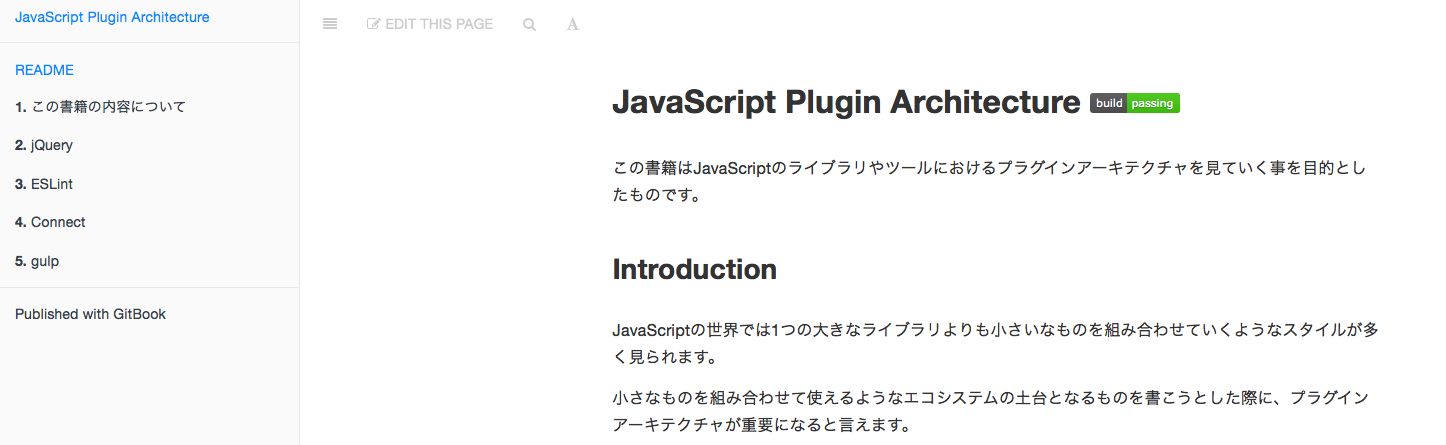 JavaScript Plugin Architecture
README
1. この書籍の内容について
2. jQuery
3. ESLint
4. Connect
5. gulp
Published with GitBook
EDIT THIS PAGE
A
JavaScript Plugin Architecture build passing
この書籍はJavaScriptのライブラリやツールにおけるプラグインアーキテクチャを見ていく事を目的とし
たものです。
Introduction
JavaScriptの世界では1つの大きなライブラリよりも小さいなものを組み合わせていくようなスタイルが多
く見られます。
小さなものを組み合わせて使えるようなエコシステムの土台となるものを書こうとした際に、プラグイン
アーキテクチャが重要になると言えます。